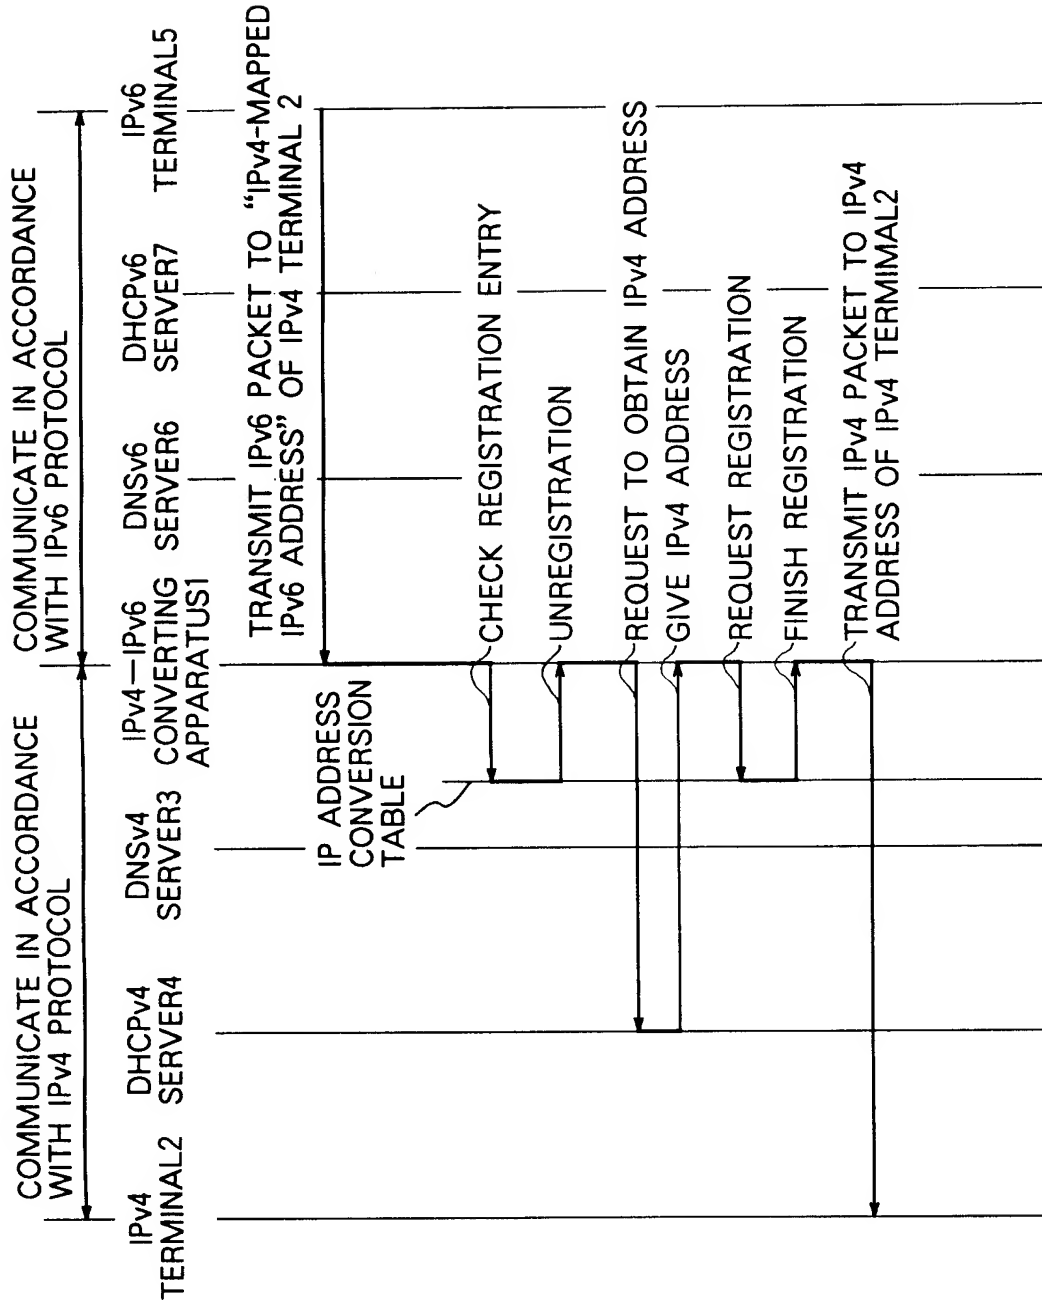 COMMUNICATE IN ACCORDANCE
WITH IPv4 PROTOCOL
COMMUNICATE IN ACCORDANCE
WITH IPv6 PROTOCOL
IPv4
TERMINAL2
DHCPv4
SERVER4
DNSv4
SERVER3
IPv4—IPv6
CONVERTING
APPARATUS1
DNSv6
SERVER6
DHCPv6
SERVER7
IPv6
TERMINAL5
TRANSMIT IPv6 PACKET TO "IPv4-MAPPED
IPv6 ADDRESS" OF IPv4 TERMINAL 2
IP ADDRESS
CONVERSION
TABLE
CHECK REGISTRATION ENTRY
UNREGISTRATION
REQUEST TO OBTAIN IPv4 ADDRESS
GIVE IPv4 ADDRESS
REQUEST REGISTRATION
FINISH REGISTRATION
TRANSMIT IPv4 PACKET TO IPv4
ADDRESS OF IPv4 TERMIMAL2